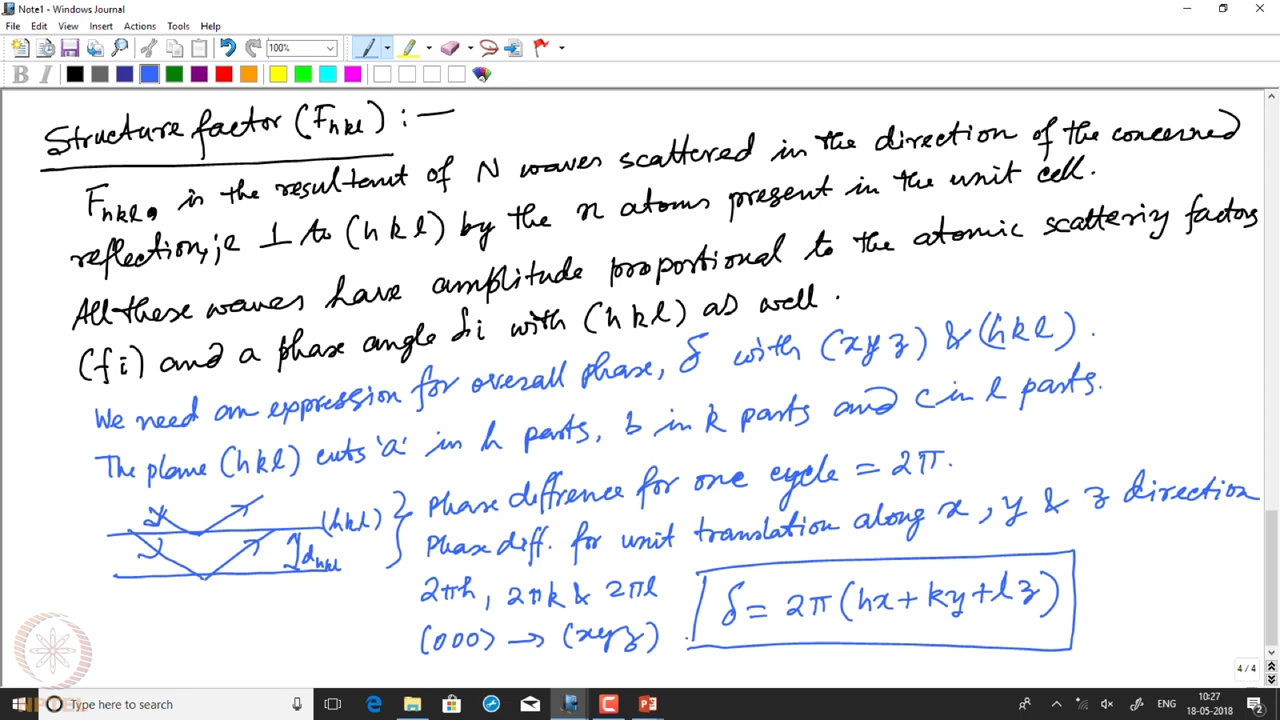 Note1 - Windows Journal
File Edit View Insert Actions Tools Help
100%
B I
Structure factor (Fhkl) : —
Fhkl, is the resultant of N waves scattered in the direction of the concerned
reflection, ie ⊥ to (hkl) by the n atoms present in the unit cell.
All these waves have amplitude proportional to the atomic scattering factors
(fi) and a phase angle δi with (hkl) as well.
We need an expression for overall phase, δ with (xyz) & (hkl).
The plane (hkl) cuts 'a' in h parts, b in k parts and c in l parts.
(hkl)
dhkl
Phase diffrence for one cycle = 2π.
Phase diff. for unit translation along x, y & z direction
2πh, 2πk & 2πl
(000) → (xyz)
δ = 2π(hx+ky+lz)
4/4
Type here to search
ENG
10:27
18-05-2018
2